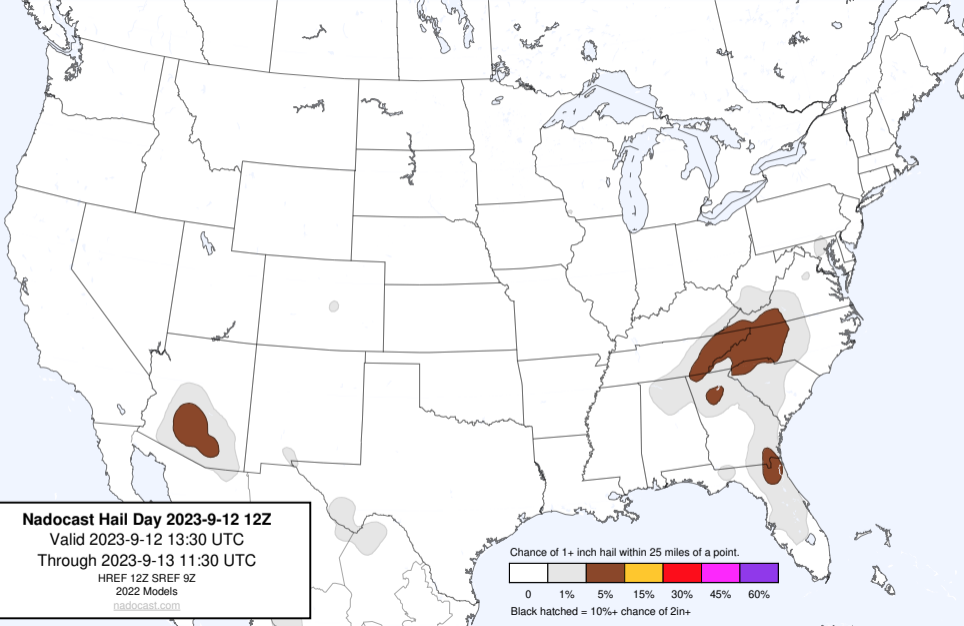 Nadocast Hail Day 2023-9-12 12Z
Valid 2023-9-12 13:30 UTC
Through 2023-9-13 11:30 UTC
HREF 12Z SREF 9Z
2022 Models
nadocast.com
Chance of 1+ inch hail within 25 miles of a point.
0 1% 5% 15% 30% 45% 60%
Black hatched = 10%+ chance of 2in+